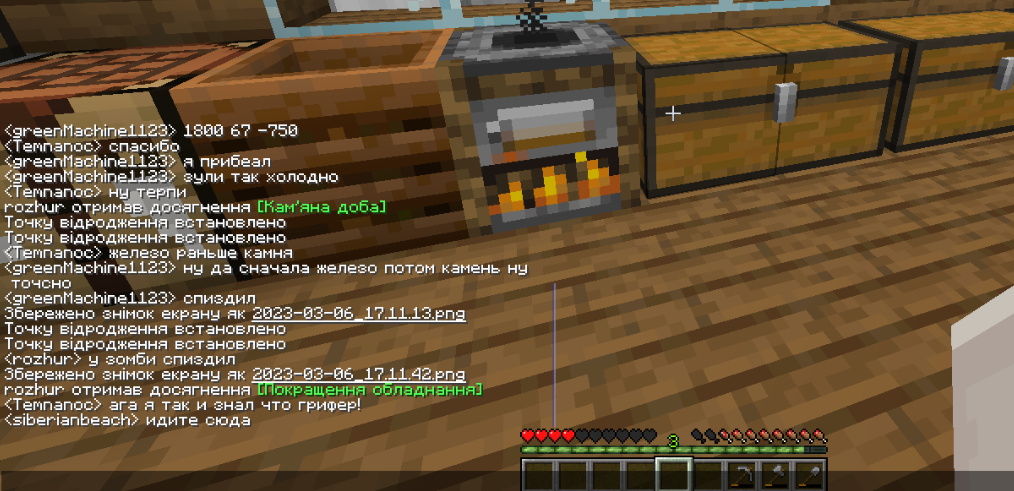 <greenMachine1123> 1800 67 -750
<Temnanoc> спасибо
<greenMachine1123> я прибеал
<greenMachine1123> зули так холодно
<Temnanoc> ну терпи
rozhur отримав досягнення [Кам'яна доба]
Точку відродження встановлено
Точку відродження встановлено
<Temnanoc> железо раньше камня
<greenMachine1123> ну да сначала железо потом камень ну
точсно
<greenMachine1123> спиздил
Збережено знімок екрану як 2023-03-06_17.11.13.png
Точку відродження встановлено
Точку відродження встановлено
<rozhur> у зомби спиздил
Збережено знімок екрану як 2023-03-06_17.11.42.png
rozhur отримав досягнення [Покращення обладнання]
<Temnanoc> ага я так и знал что грифер!
<siberianbeach> идите сюда
3